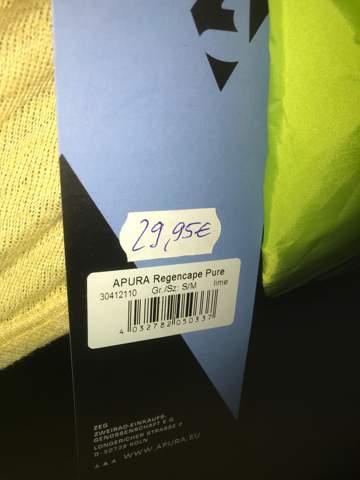 29,95€
APURA Regencape Pure
30412110 Gr./Sz: S/M lime
4 032782 050337
ZEG
ZWEIRAD-EINKAUFS-
GENOSSENSCHAFT E G
LONGERICHER STRASSE 2
D-50739 KÖLN
WWW.APURA.EU